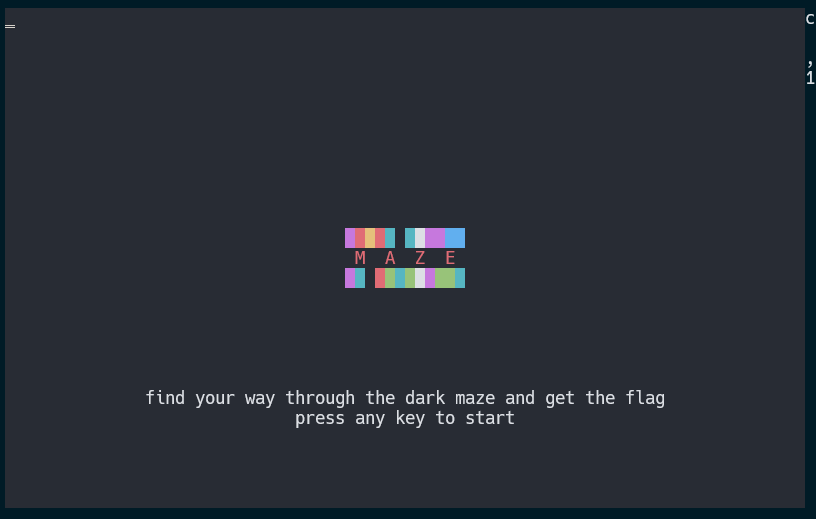 c
,
1
M A Z E
find your way through the dark maze and get the flag
press any key to start